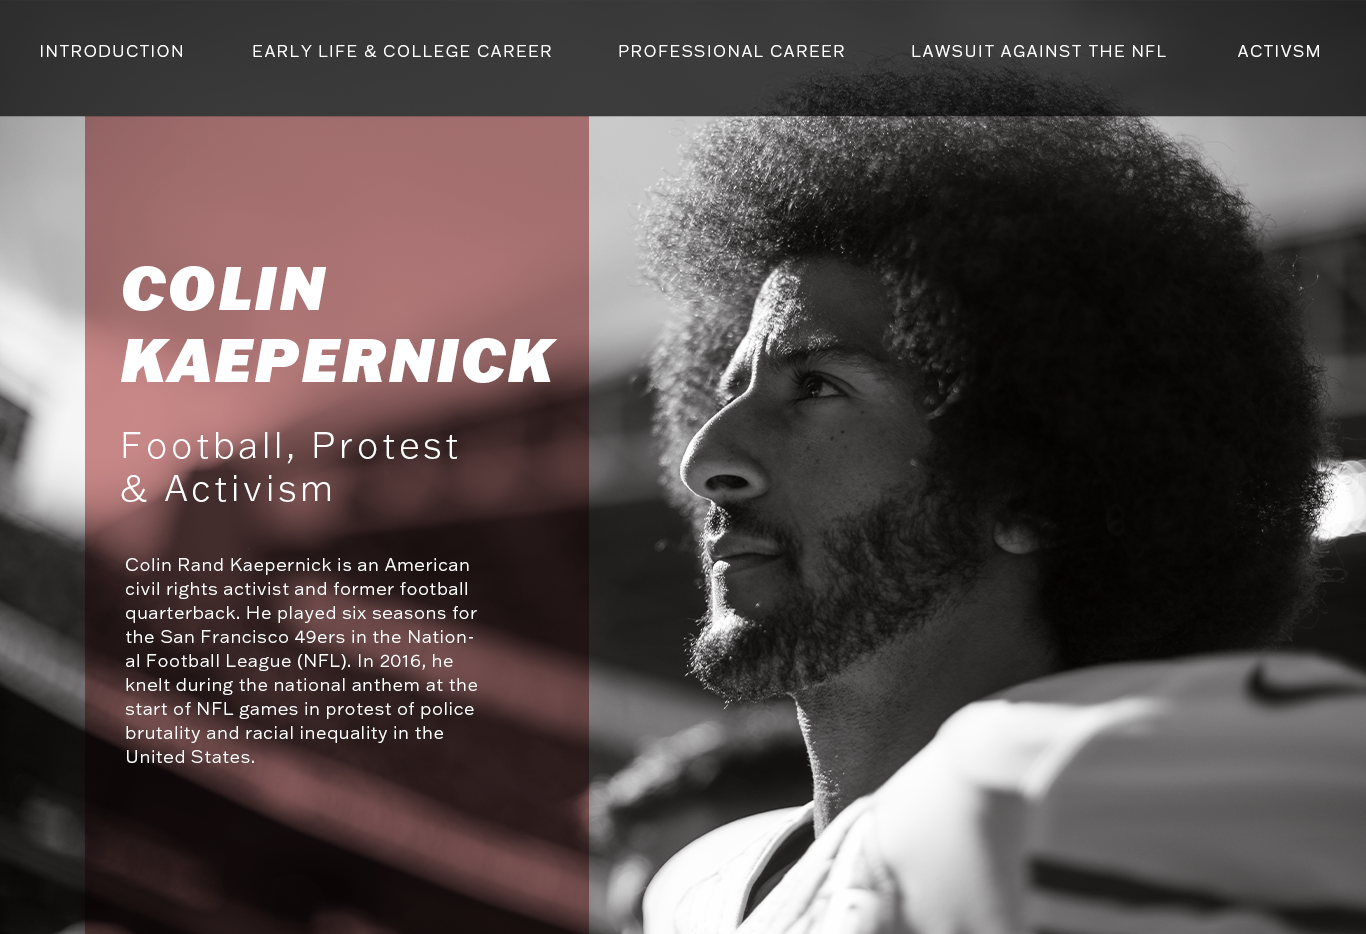 INTRODUCTION EARLY LIFE & COLLEGE CAREER PROFESSIONAL CAREER LAWSUIT AGAINST THE NFL ACTIVSM
COLIN
KAEPERNICK
Football, Protest
& Activism
Colin Rand Kaepernick is an American
civil rights activist and former football
quarterback. He played six seasons for
the San Francisco 49ers in the Nation-
al Football League (NFL). In 2016, he
knelt during the national anthem at the
start of NFL games in protest of police
brutality and racial inequality in the
United States.